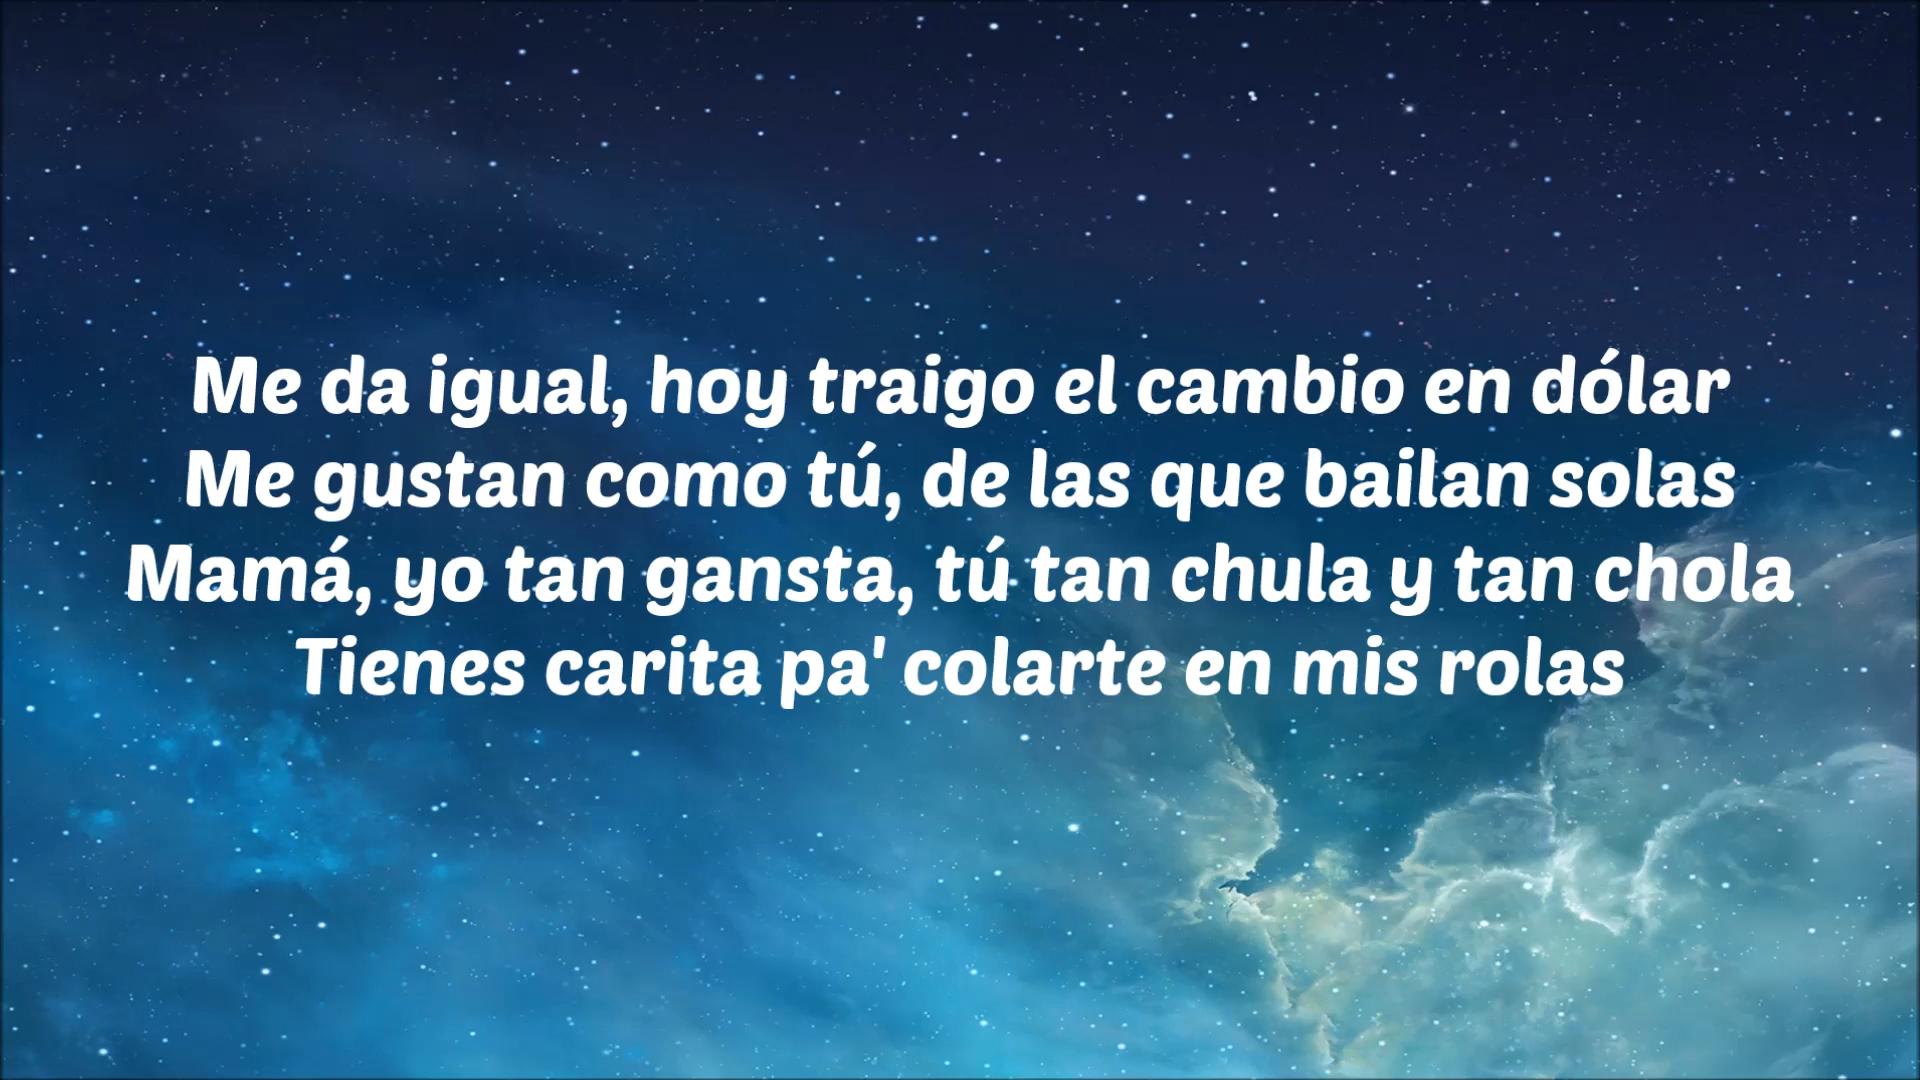 Me da igual, hoy traigo el cambio en dólar
Me gustan como tú, de las que bailan solas
Mamá, yo tan gansta, tú tan chula y tan chola
Tienes carita pa' colarte en mis rolas